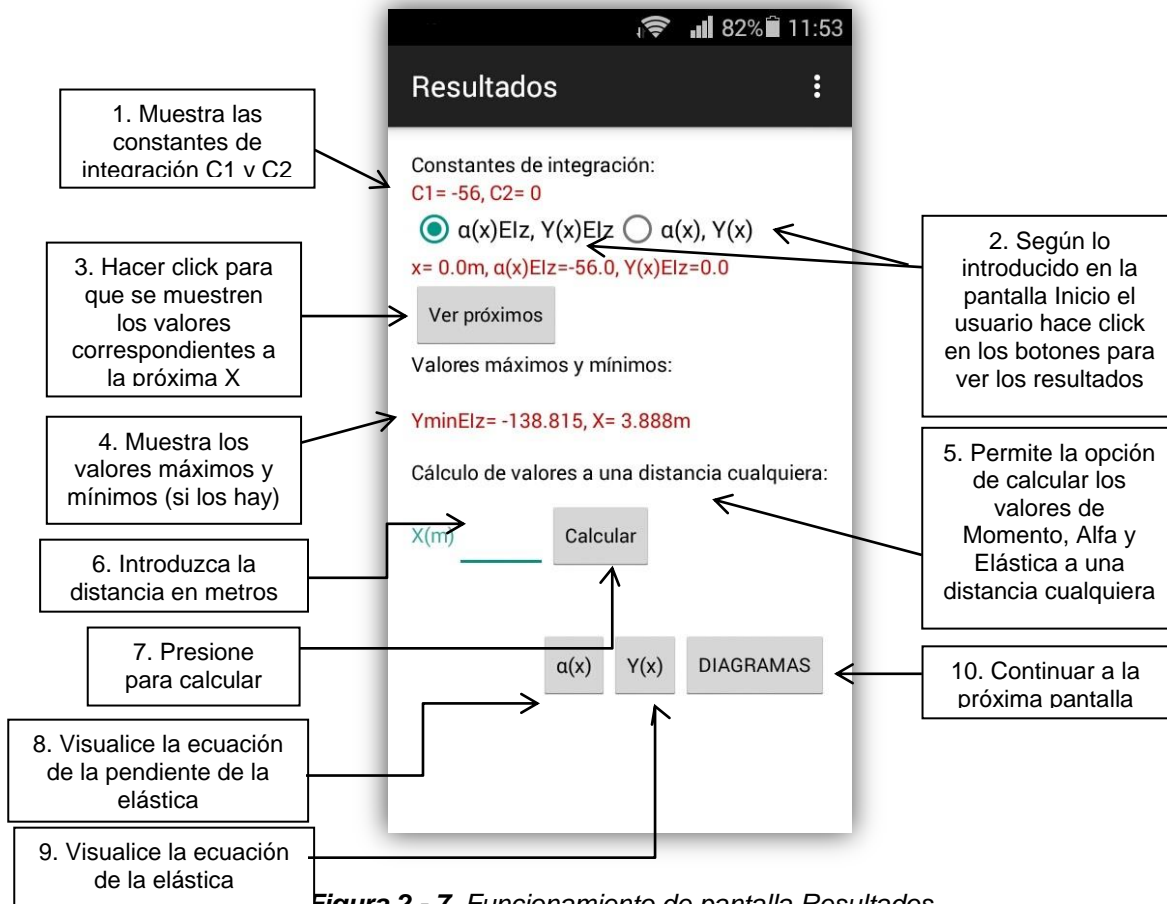 82% 11:53
Resultados
Constantes de integración:
C1= -56, C2= 0
α(x)EIz, Y(x)EIz α(x), Y(x)
x= 0.0m, α(x)EIz=-56.0, Y(x)EIz=0.0
Ver próximos
Valores máximos y mínimos:
YminEIz= -138.815, X= 3.888m
Cálculo de valores a una distancia cualquiera:
X(m)
Calcular
α(x)
Y(x)
DIAGRAMAS
1. Muestra las
constantes de
integración C1 y C2
2. Según lo
introducido en la
pantalla Inicio el
usuario hace click
en los botones para
ver los resultados
3. Hacer click para
que se muestren
los valores
correspondientes a
la próxima X
4. Muestra los
valores máximos y
mínimos (si los hay)
5. Permite la opción
de calcular los
valores de
Momento, Alfa y
Elástica a una
distancia cualquiera
6. Introduzca la
distancia en metros
7. Presione
para calcular
8. Visualice la ecuación
de la pendiente de la
elástica
9. Visualice la ecuación
de la elástica
10. Continuar a la
próxima pantalla
Figura 2 - 7. Funcionamiento de pantalla Resultados